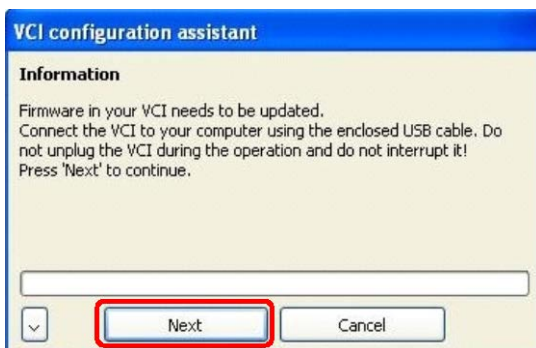 VCI configuration assistant
Information
Firmware in your VCI needs to be updated.
Connect the VCI to your computer using the enclosed USB cable. Do
not unplug the VCI during the operation and do not interrupt it!
Press 'Next' to continue.
Next
Cancel